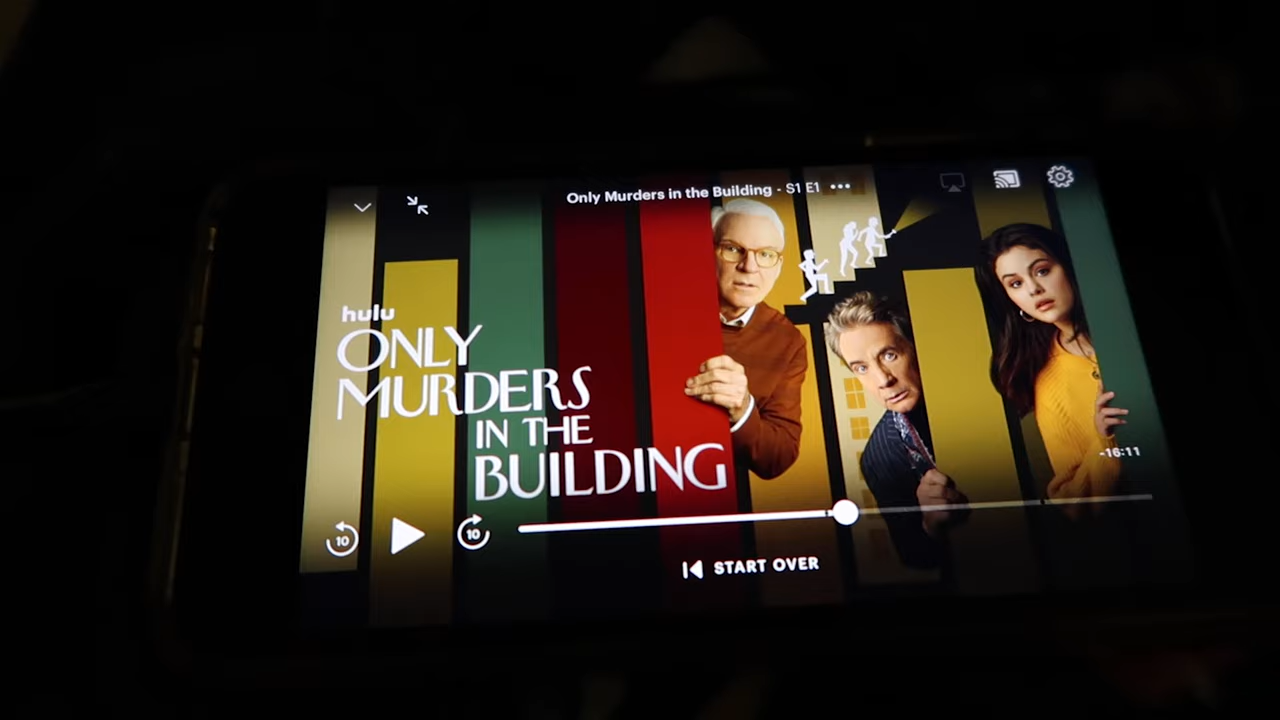 Only Murders in the Building - S1 E1 •••
hulu
ONLY
MURDERS
IN THE
BUILDING
-16:11
10
10
START OVER